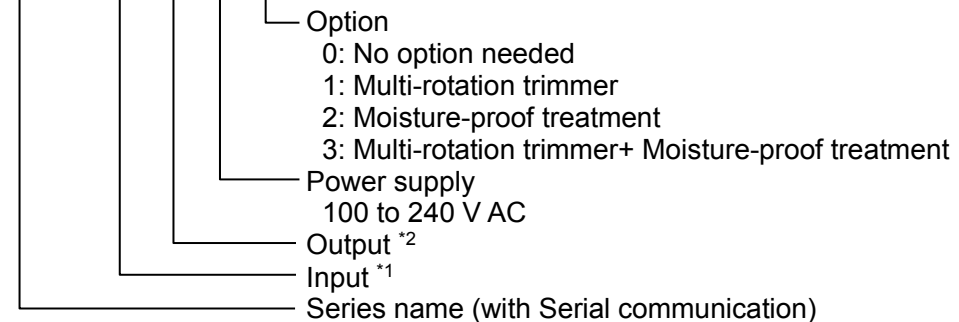 Option
0: No option needed
1: Multi-rotation trimmer
2: Moisture-proof treatment
3: Multi-rotation trimmer+ Moisture-proof treatment
Power supply
100 to 240 V AC
Output *2
Input *1
Series name (with Serial communication)